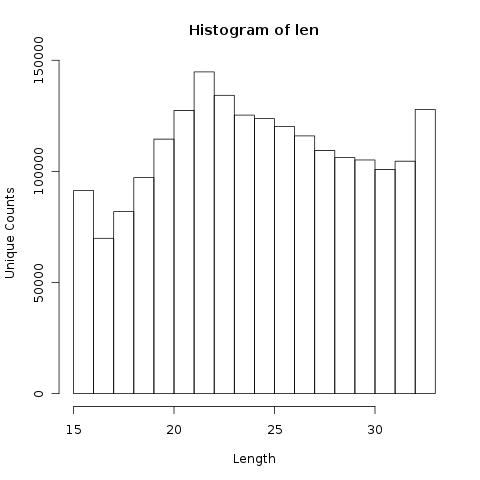 Histogram of len
Unique Counts
150000
100000
50000
0
15 20 25 30
Length